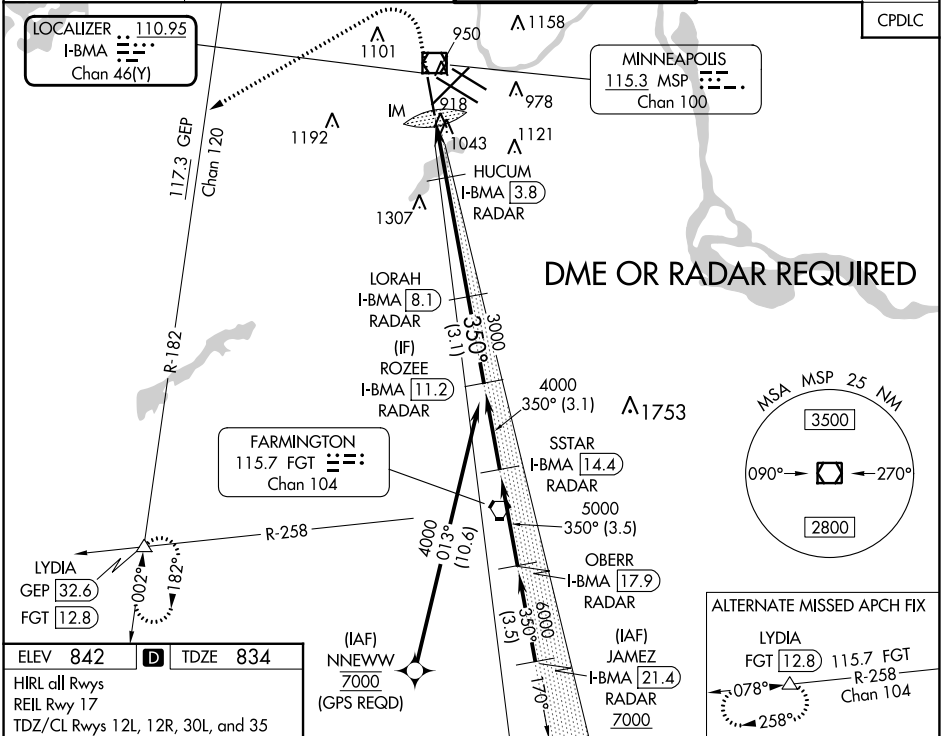 CPDLC
LOCALIZER 110.95
I-BMA
Chan 46(Y)
1101
950
1158
MINNEAPOLIS
115.3 MSP
Chan 100
117.3 GEP
Chan 120
1192
IM
918
978
1043
1121
HUCUM
I-BMA 3.8
RADAR
1307
DME OR RADAR REQUIRED
LORAH
I-BMA 8.1
RADAR
350°
(3.1)
3000
R-182
(IF)
ROZEE
I-BMA 11.2
RADAR
4000
350° (3.1)
1753
MSA MSP 25 NM
3500
090°
270°
2800
FARMINGTON
115.7 FGT
Chan 104
SSTAR
I-BMA 14.4
RADAR
5000
350° (3.5)
R-258
4000
013°
(10.6)
LYDIA
GEP 32.6
FGT 12.8
002°
182°
OBERR
I-BMA 17.9
RADAR
6000
350°
(3.5)
(IAF)
NNEWW
7000
(GPS REQD)
(IAF)
JAMEZ
I-BMA 21.4
RADAR
7000
170°
ALTERNATE MISSED APCH FIX
LYDIA
FGT 12.8 115.7 FGT
R-258
Chan 104
078°
258°
ELEV 842 D TDZE 834
HIRL all Rwys
REIL Rwy 17
TDZ/CL Rwys 12L, 12R, 30L, and 35